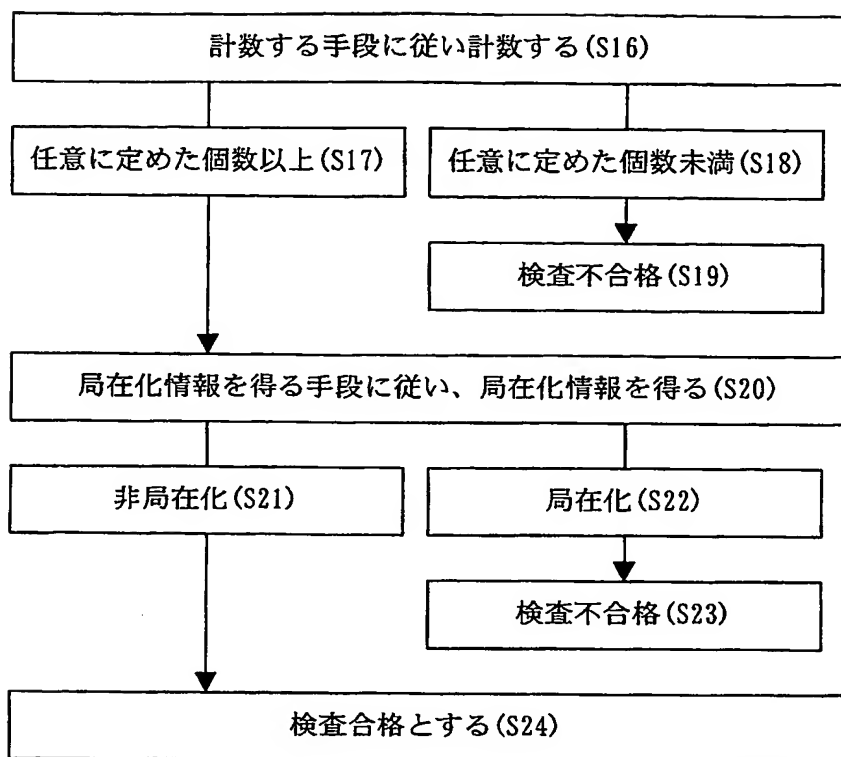 計数する手段に従い計数する(S16)
任意に定めた個数以上(S17)
任意に定めた個数未満(S18)
検査不合格(S19)
局在化情報を得る手段に従い、局在化情報を得る(S20)
非局在化(S21)
局在化(S22)
検査不合格(S23)
検査合格とする(S24)